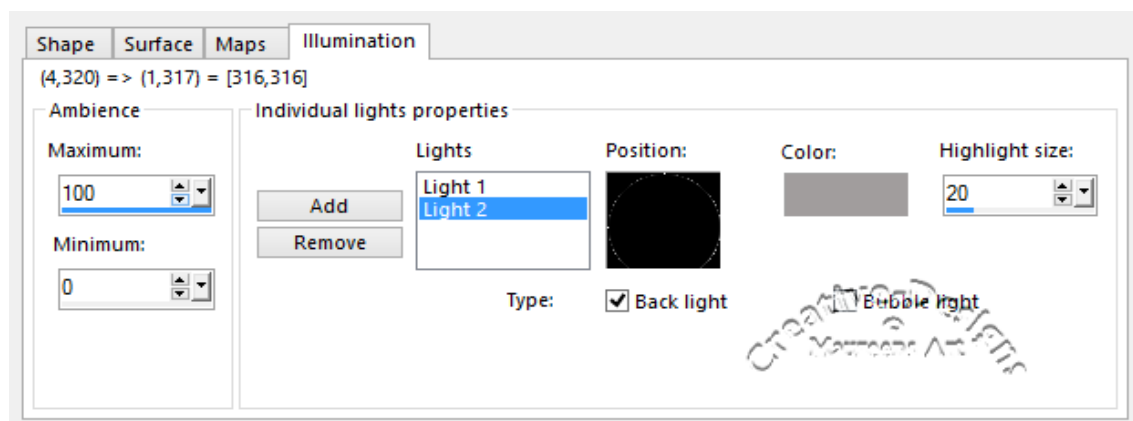 Shape Surface Maps Illumination
(4,320) => (1,317) = [316,316]
Ambience
Individual lights properties
Maximum:
Lights
Position:
Color:
Highlight size:
100
Light 1
Light 2
20
Add
Remove
Minimum:
0
Type:
Back light
Bubble light